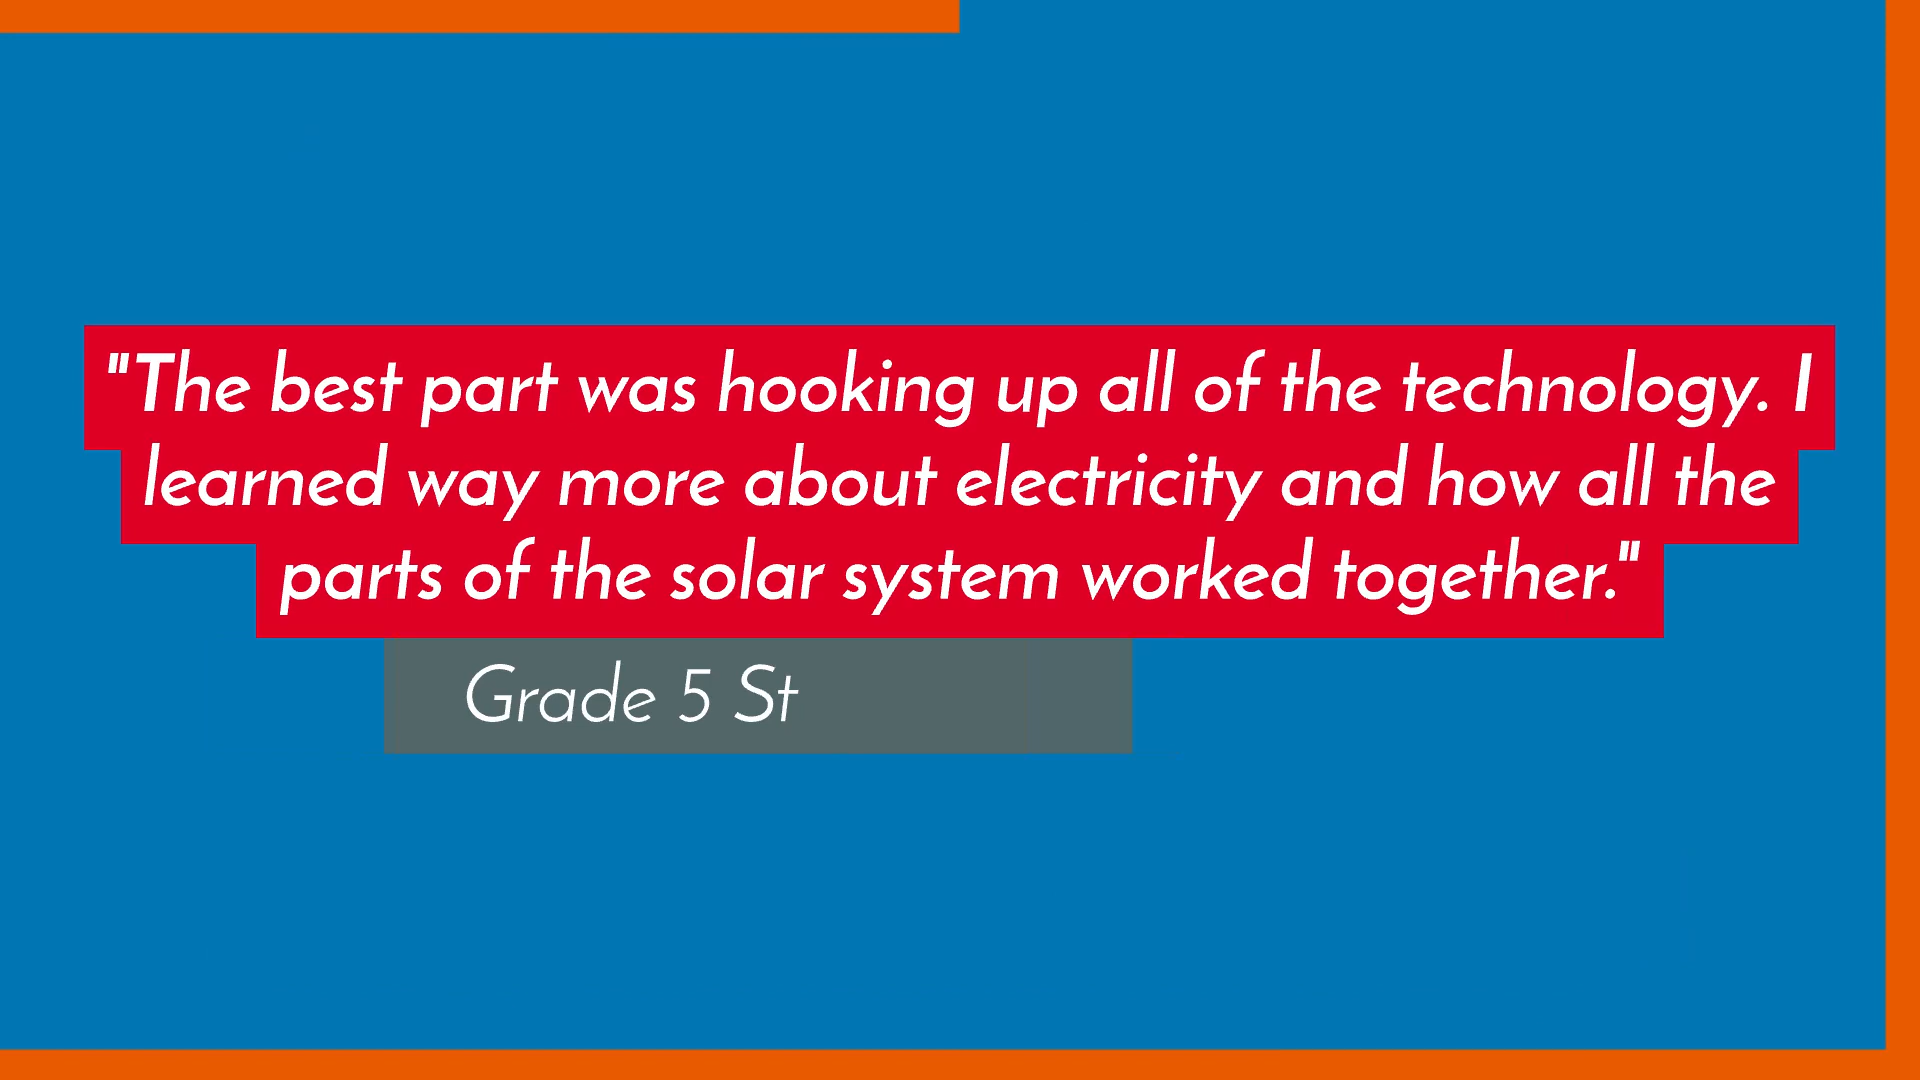 "The best part was hooking up all of the technology. I
learned way more about electricity and how all the
parts of the solar system worked together."
Grade 5 St